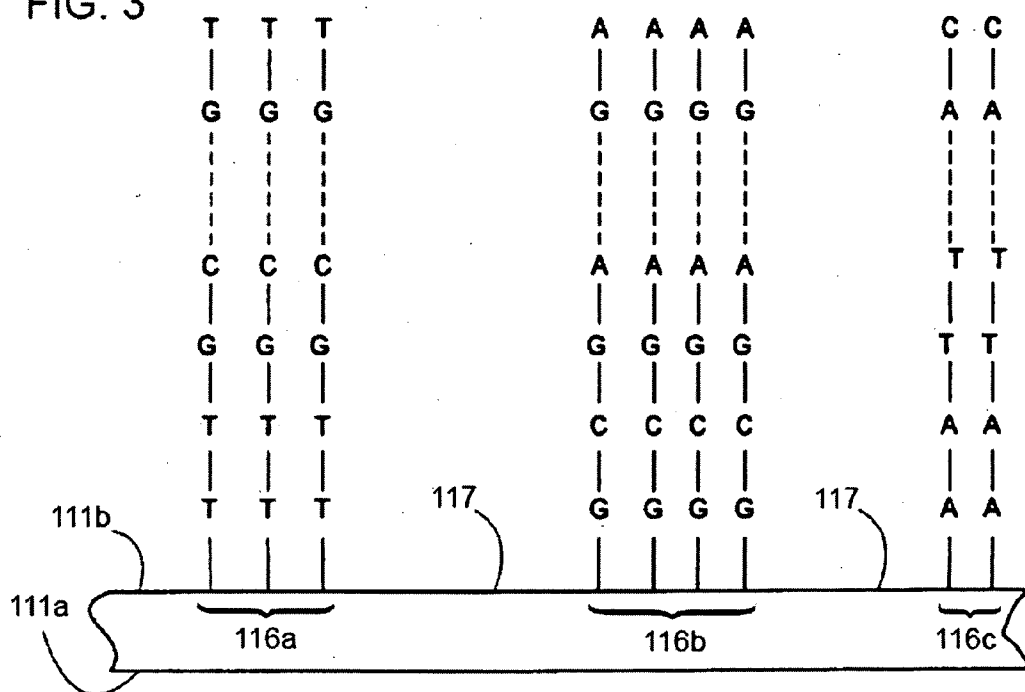 FIG. 3
T T T A A A A C C
G G G G G G G A A
C C C A A A A T T
G G G G G G G T T
T T T C C C C A A
T T T G G G G A A
111b 117 117
111a
116a 116b 116c